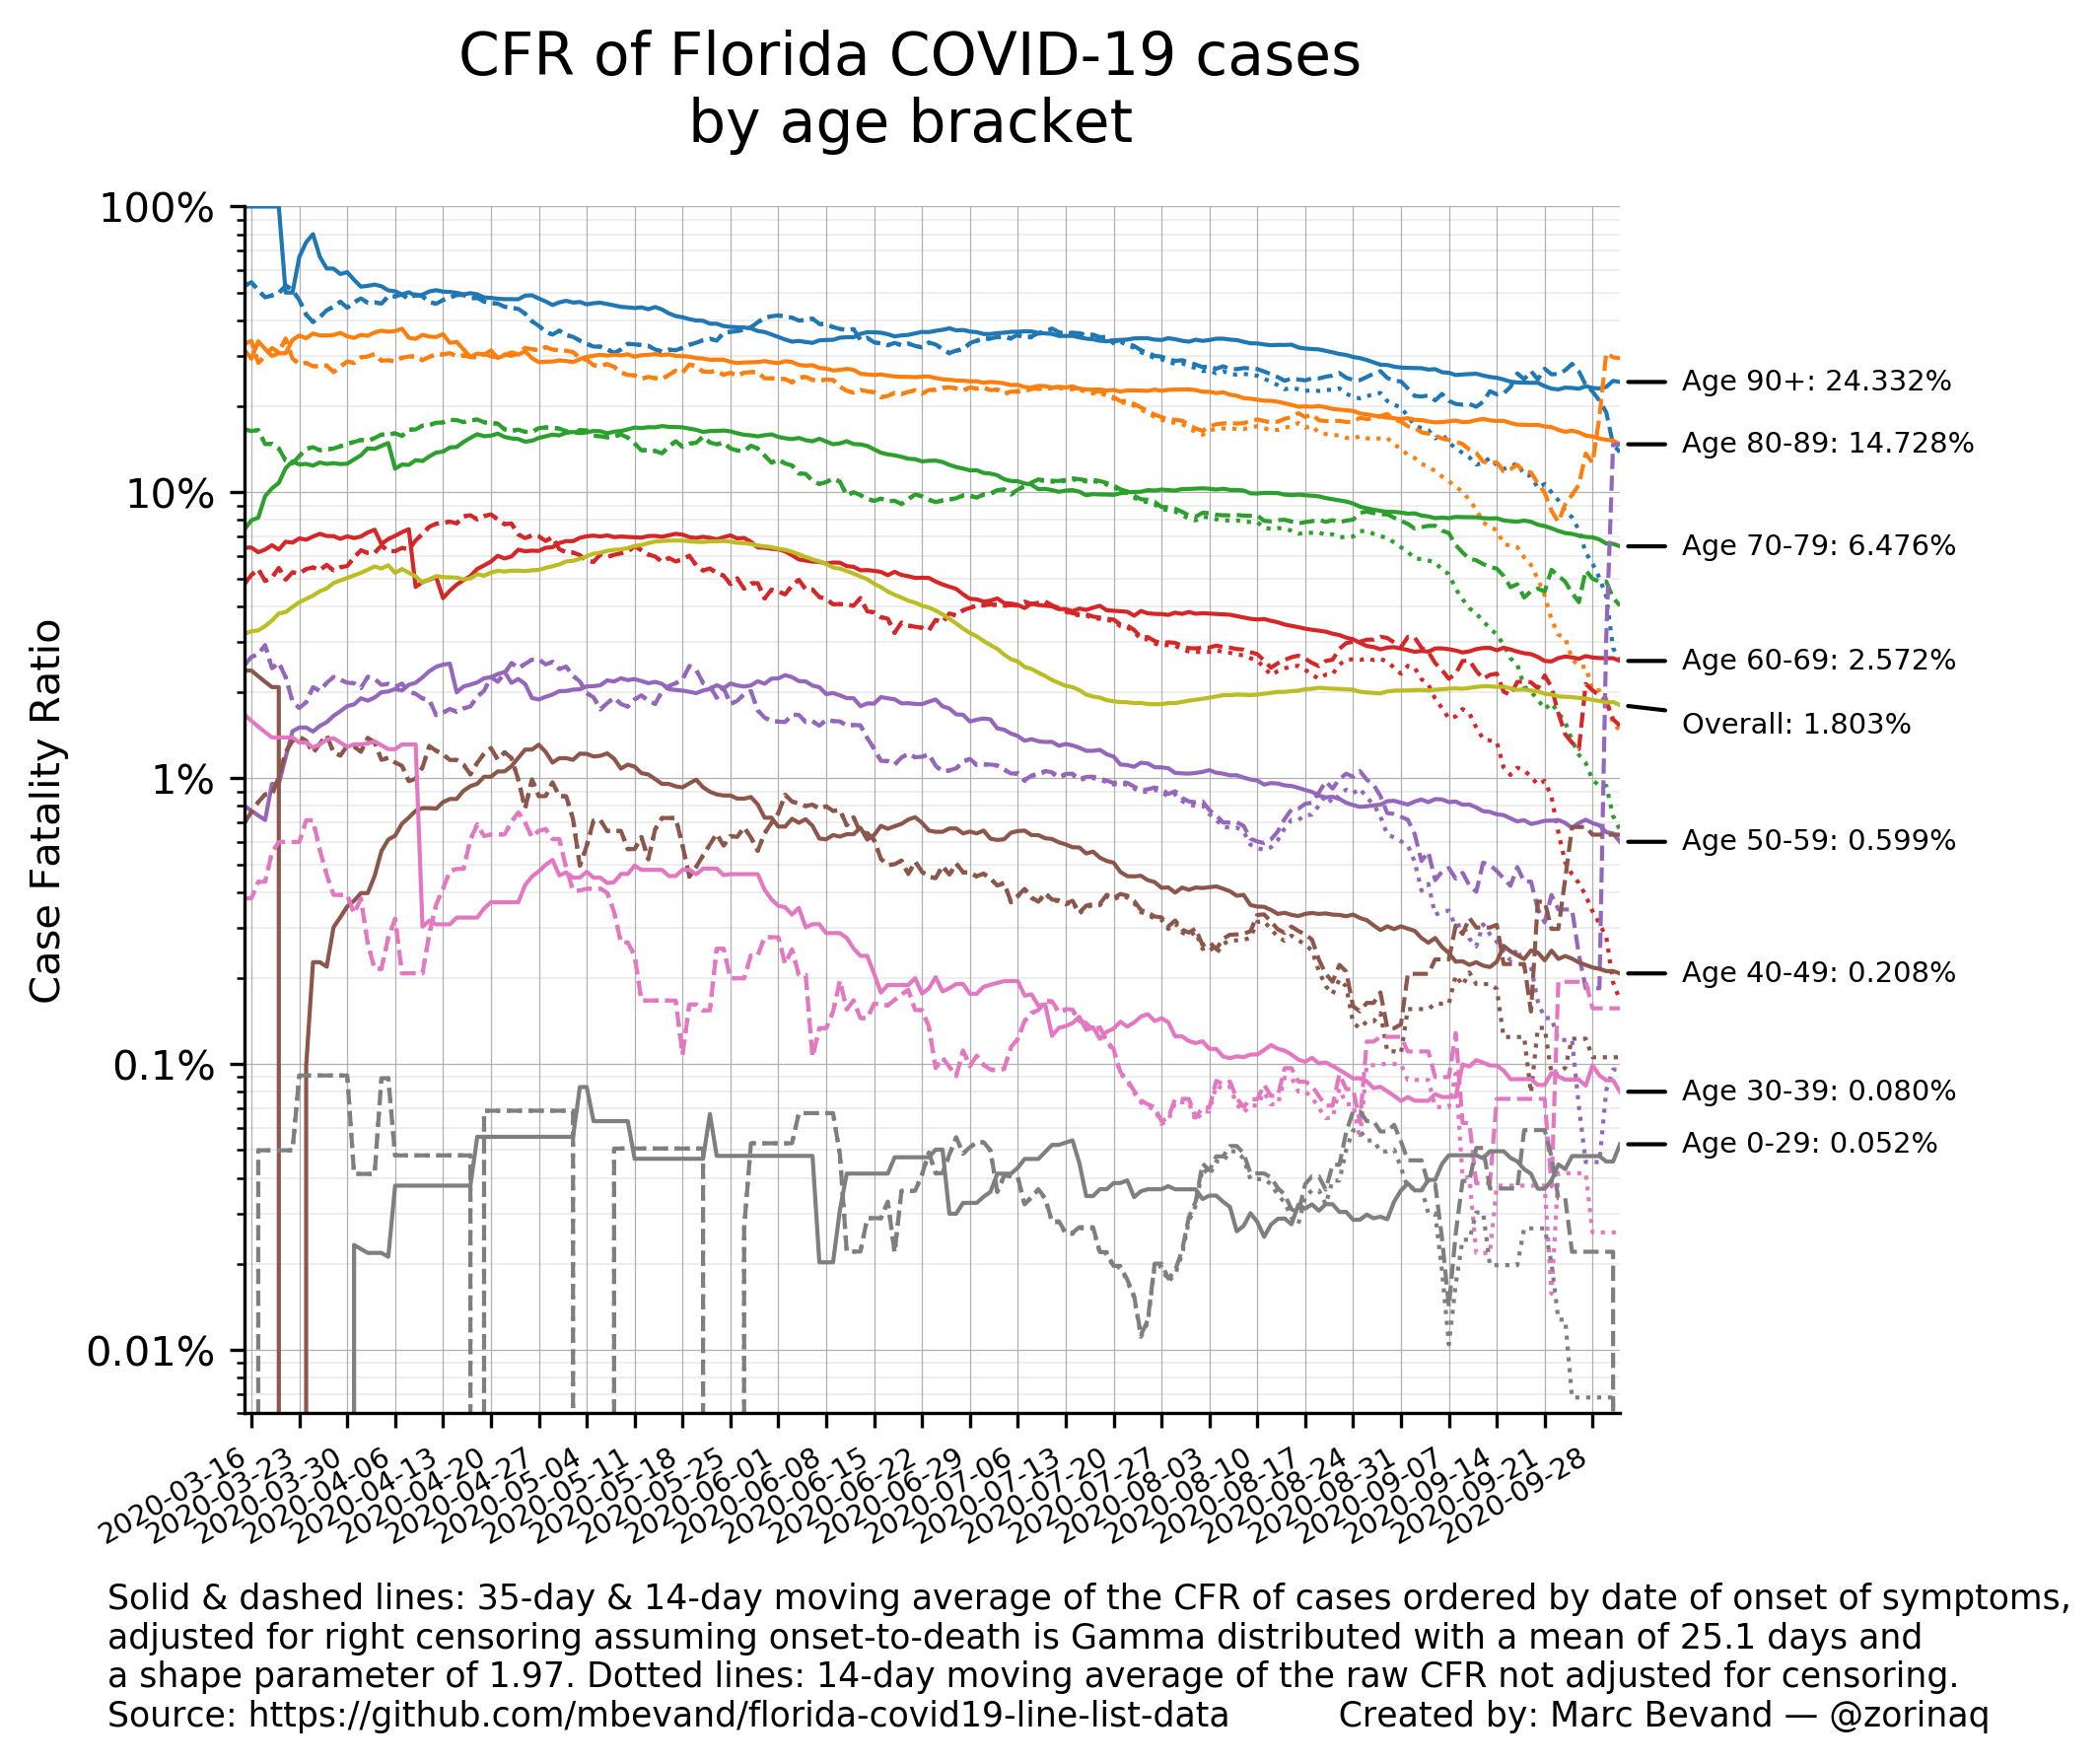 CFR of Florida COVID-19 cases
by age bracket
Case Fatality Ratio
100%
10%
1%
0.1%
0.01%
Age 90+: 24.332%
Age 80-89: 14.728%
Age 70-79: 6.476%
Age 60-69: 2.572%
Overall: 1.803%
Age 50-59: 0.599%
Age 40-49: 0.208%
Age 30-39: 0.080%
Age 0-29: 0.052%
2020-03-16
2020-03-23
2020-03-30
2020-04-06
2020-04-13
2020-04-20
2020-04-27
2020-05-04
2020-05-11
2020-05-18
2020-05-25
2020-06-01
2020-06-08
2020-06-15
2020-06-22
2020-06-29
2020-07-06
2020-07-13
2020-07-20
2020-07-27
2020-08-03
2020-08-10
2020-08-17
2020-08-24
2020-08-31
2020-09-07
2020-09-14
2020-09-21
2020-09-28
Solid & dashed lines: 35-day & 14-day moving average of the CFR of cases ordered by date of onset of symptoms,
adjusted for right censoring assuming onset-to-death is Gamma distributed with a mean of 25.1 days and
a shape parameter of 1.97. Dotted lines: 14-day moving average of the raw CFR not adjusted for censoring.
Source: https://github.com/mbevand/florida-covid19-line-list-data Created by: Marc Bevand — @zorinaq